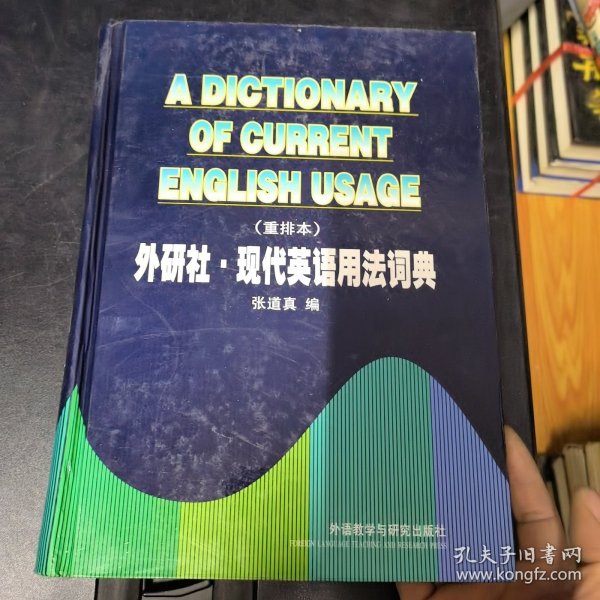 A DICTIONARY
OF CURRENT
ENGLISH USAGE
（重排本）
外研社·现代英语用法词典
张道真 编
外语教学与研究出版社
FOREIGN LANGUAGE TEACHING AND RESEARCH PRESS
孔夫子旧书网
www.kongfz.com